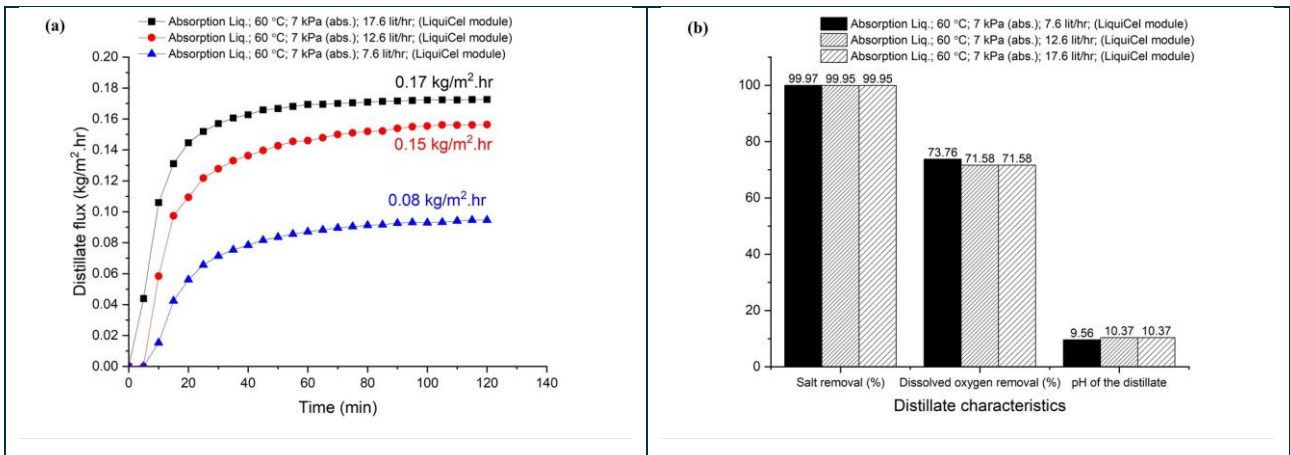 (a)
Absorption Liq.; 60 °C; 7 kPa (abs.); 17.6 lit/hr; (LiquiCel module)
Absorption Liq.; 60 °C; 7 kPa (abs.); 12.6 lit/hr; (LiquiCel module)
Absorption Liq.; 60 °C; 7 kPa (abs.); 7.6 lit/hr; (LiquiCel module)
0.20
0.18
0.16
0.14
0.12
0.10
0.08
0.06
0.04
0.02
0.00
Distillate flux (kg/m².hr)
0.17 kg/m².hr
0.15 kg/m².hr
0.08 kg/m².hr
0 20 40 60 80 100 120 140
Time (min)
(b)
Absorption Liq.; 60 °C; 7 kPa (abs.); 7.6 lit/hr; (LiquiCel module)
Absorption Liq.; 60 °C; 7 kPa (abs.); 12.6 lit/hr; (LiquiCel module)
Absorption Liq.; 60 °C; 7 kPa (abs.); 17.6 lit/hr; (LiquiCel module)
100
80
60
40
20
0
99.97 99.95 99.95
73.76 71.58 71.58
9.56 10.37 10.37
Salt removal (%) Dissolved oxygen removal (%) pH of the distillate
Distillate characteristics